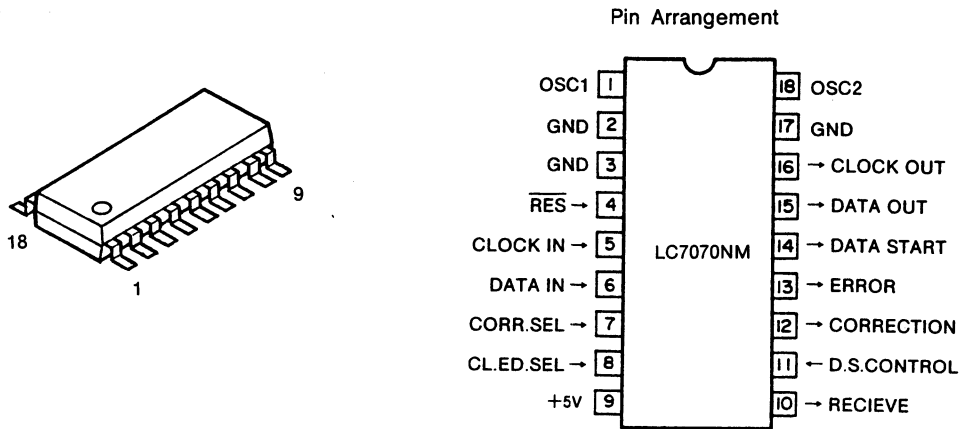 Pin Arrangement
OSC1 1
GND 2
GND 3
R̅E̅S̅ → 4
CLOCK IN → 5
DATA IN → 6
CORR.SEL → 7
CL.ED.SEL → 8
+5V 9
LC7070NM
18 OSC2
17 GND
16 → CLOCK OUT
15 → DATA OUT
14 → DATA START
13 → ERROR
12 → CORRECTION
11 ← D.S.CONTROL
10 → RECIEVE
9
18
1